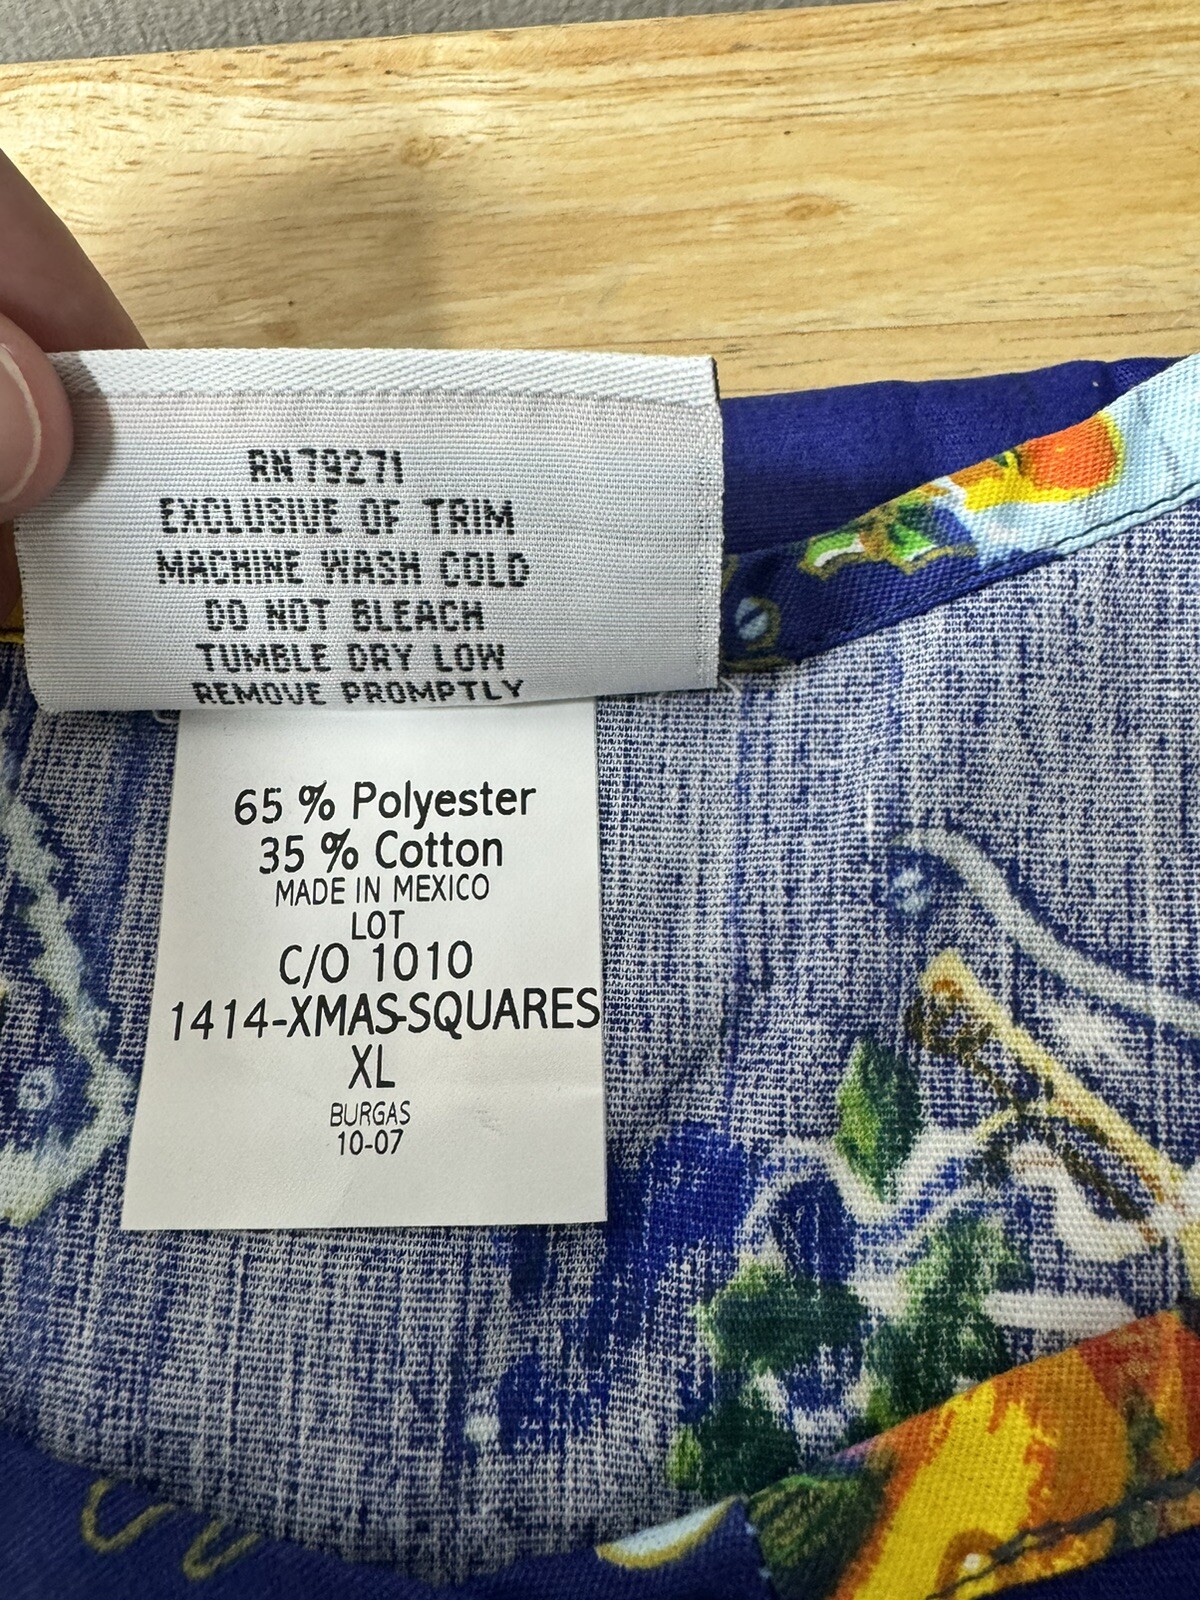 RN79271
EXCLUSIVE OF TRIM
MACHINE WASH COLD
DO NOT BLEACH
TUMBLE DRY LOW
REMOVE PROMPTLY
65 % Polyester
35 % Cotton
MADE IN MEXICO
LOT
C/O 1010
1414-XMAS-SQUARES
XL
BURGAS
10-07